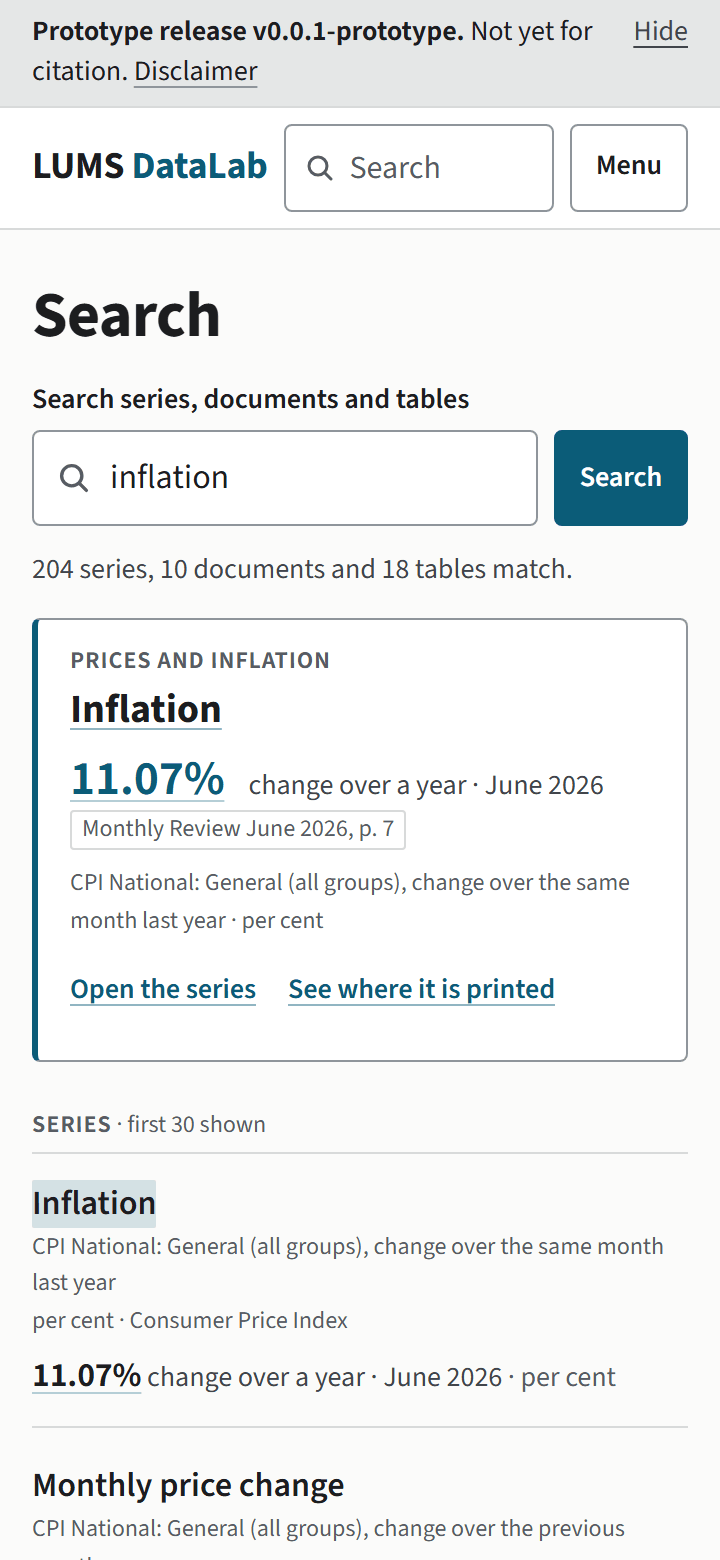 Prototype release v0.0.1-prototype. Not yet for
citation. Disclaimer
Hide
LUMS DataLab
Search
Menu
Search
Search series, documents and tables
inflation
Search
204 series, 10 documents and 18 tables match.
PRICES AND INFLATION
Inflation
11.07% change over a year · June 2026
Monthly Review June 2026, p. 7
CPI National: General (all groups), change over the same
month last year · per cent
Open the series
See where it is printed
SERIES · first 30 shown
Inflation
CPI National: General (all groups), change over the same month
last year
per cent · Consumer Price Index
11.07% change over a year · June 2026 · per cent
Monthly price change
CPI National: General (all groups), change over the previous